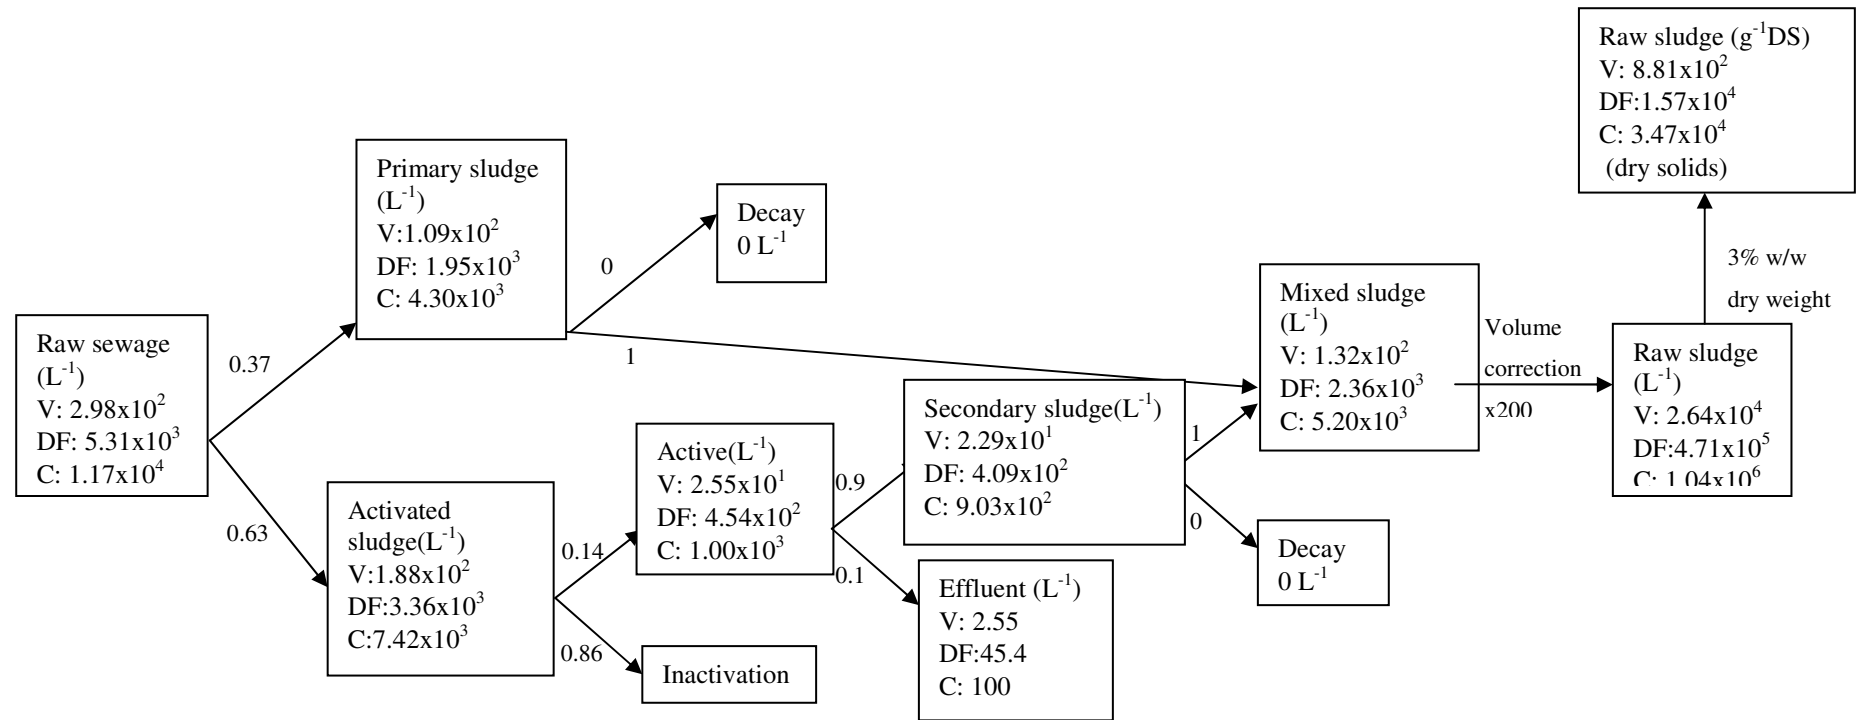 Raw sludge (g⁻¹DS)
V: 8.81x10²
DF:1.57x10⁴
C: 3.47x10⁴
(dry solids)
Primary sludge
(L⁻¹)
V:1.09x10²
DF: 1.95x10³
C: 4.30x10³
Decay
0 L⁻¹
0
1
3% w/w
dry weight
Mixed sludge
(L⁻¹)
V: 1.32x10²
DF: 2.36x10³
C: 5.20x10³
Volume
correction
x200
Raw sludge
(L⁻¹)
V: 2.64x10⁴
DF:4.71x10⁵
C: 1.04x10⁶
Raw sewage
(L⁻¹)
V: 2.98x10²
DF: 5.31x10³
C: 1.17x10⁴
0.37
0.63
Secondary sludge(L⁻¹)
V: 2.29x10¹
DF: 4.09x10²
C: 9.03x10²
1
0
Active(L⁻¹)
V: 2.55x10¹
DF: 4.54x10²
C: 1.00x10³
0.9
0.1
Activated
sludge(L⁻¹)
V:1.88x10²
DF:3.36x10³
C:7.42x10³
0.14
0.86
Decay
0 L⁻¹
Effluent (L⁻¹)
V: 2.55
DF:45.4
C: 100
Inactivation